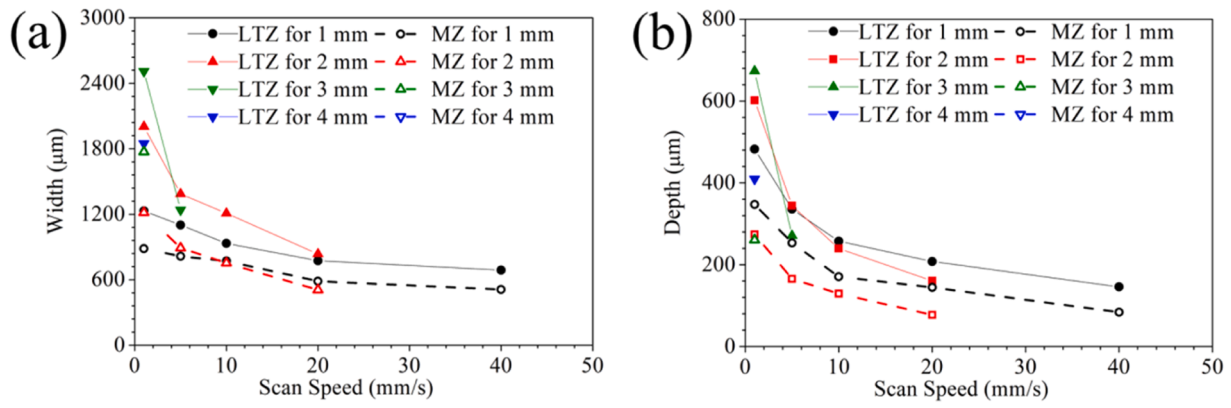 (a)
3000
2400
1800
1200
600
0
Width (μm)
LTZ for 1 mm MZ for 1 mm
LTZ for 2 mm MZ for 2 mm
LTZ for 3 mm MZ for 3 mm
LTZ for 4 mm MZ for 4 mm
0 10 20 30 40 50
Scan Speed (mm/s)
(b)
800
600
400
200
0
Depth (μm)
LTZ for 1 mm MZ for 1 mm
LTZ for 2 mm MZ for 2 mm
LTZ for 3 mm MZ for 3 mm
LTZ for 4 mm MZ for 4 mm
0 10 20 30 40 50
Scan Speed (mm/s)